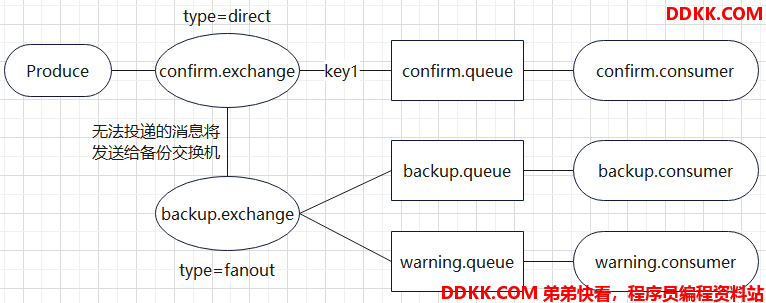 type=direct
DDKK.COM
Produce
confirm.exchange
key1
confirm.queue
confirm.consumer
无法投递的消息将
发送给备份交换机
backup.queue
backup.consumer
backup.exchange
type=fanout
warning.queue
warning.consumer
DDKK.COM 弟弟快看，程序员编程资料站